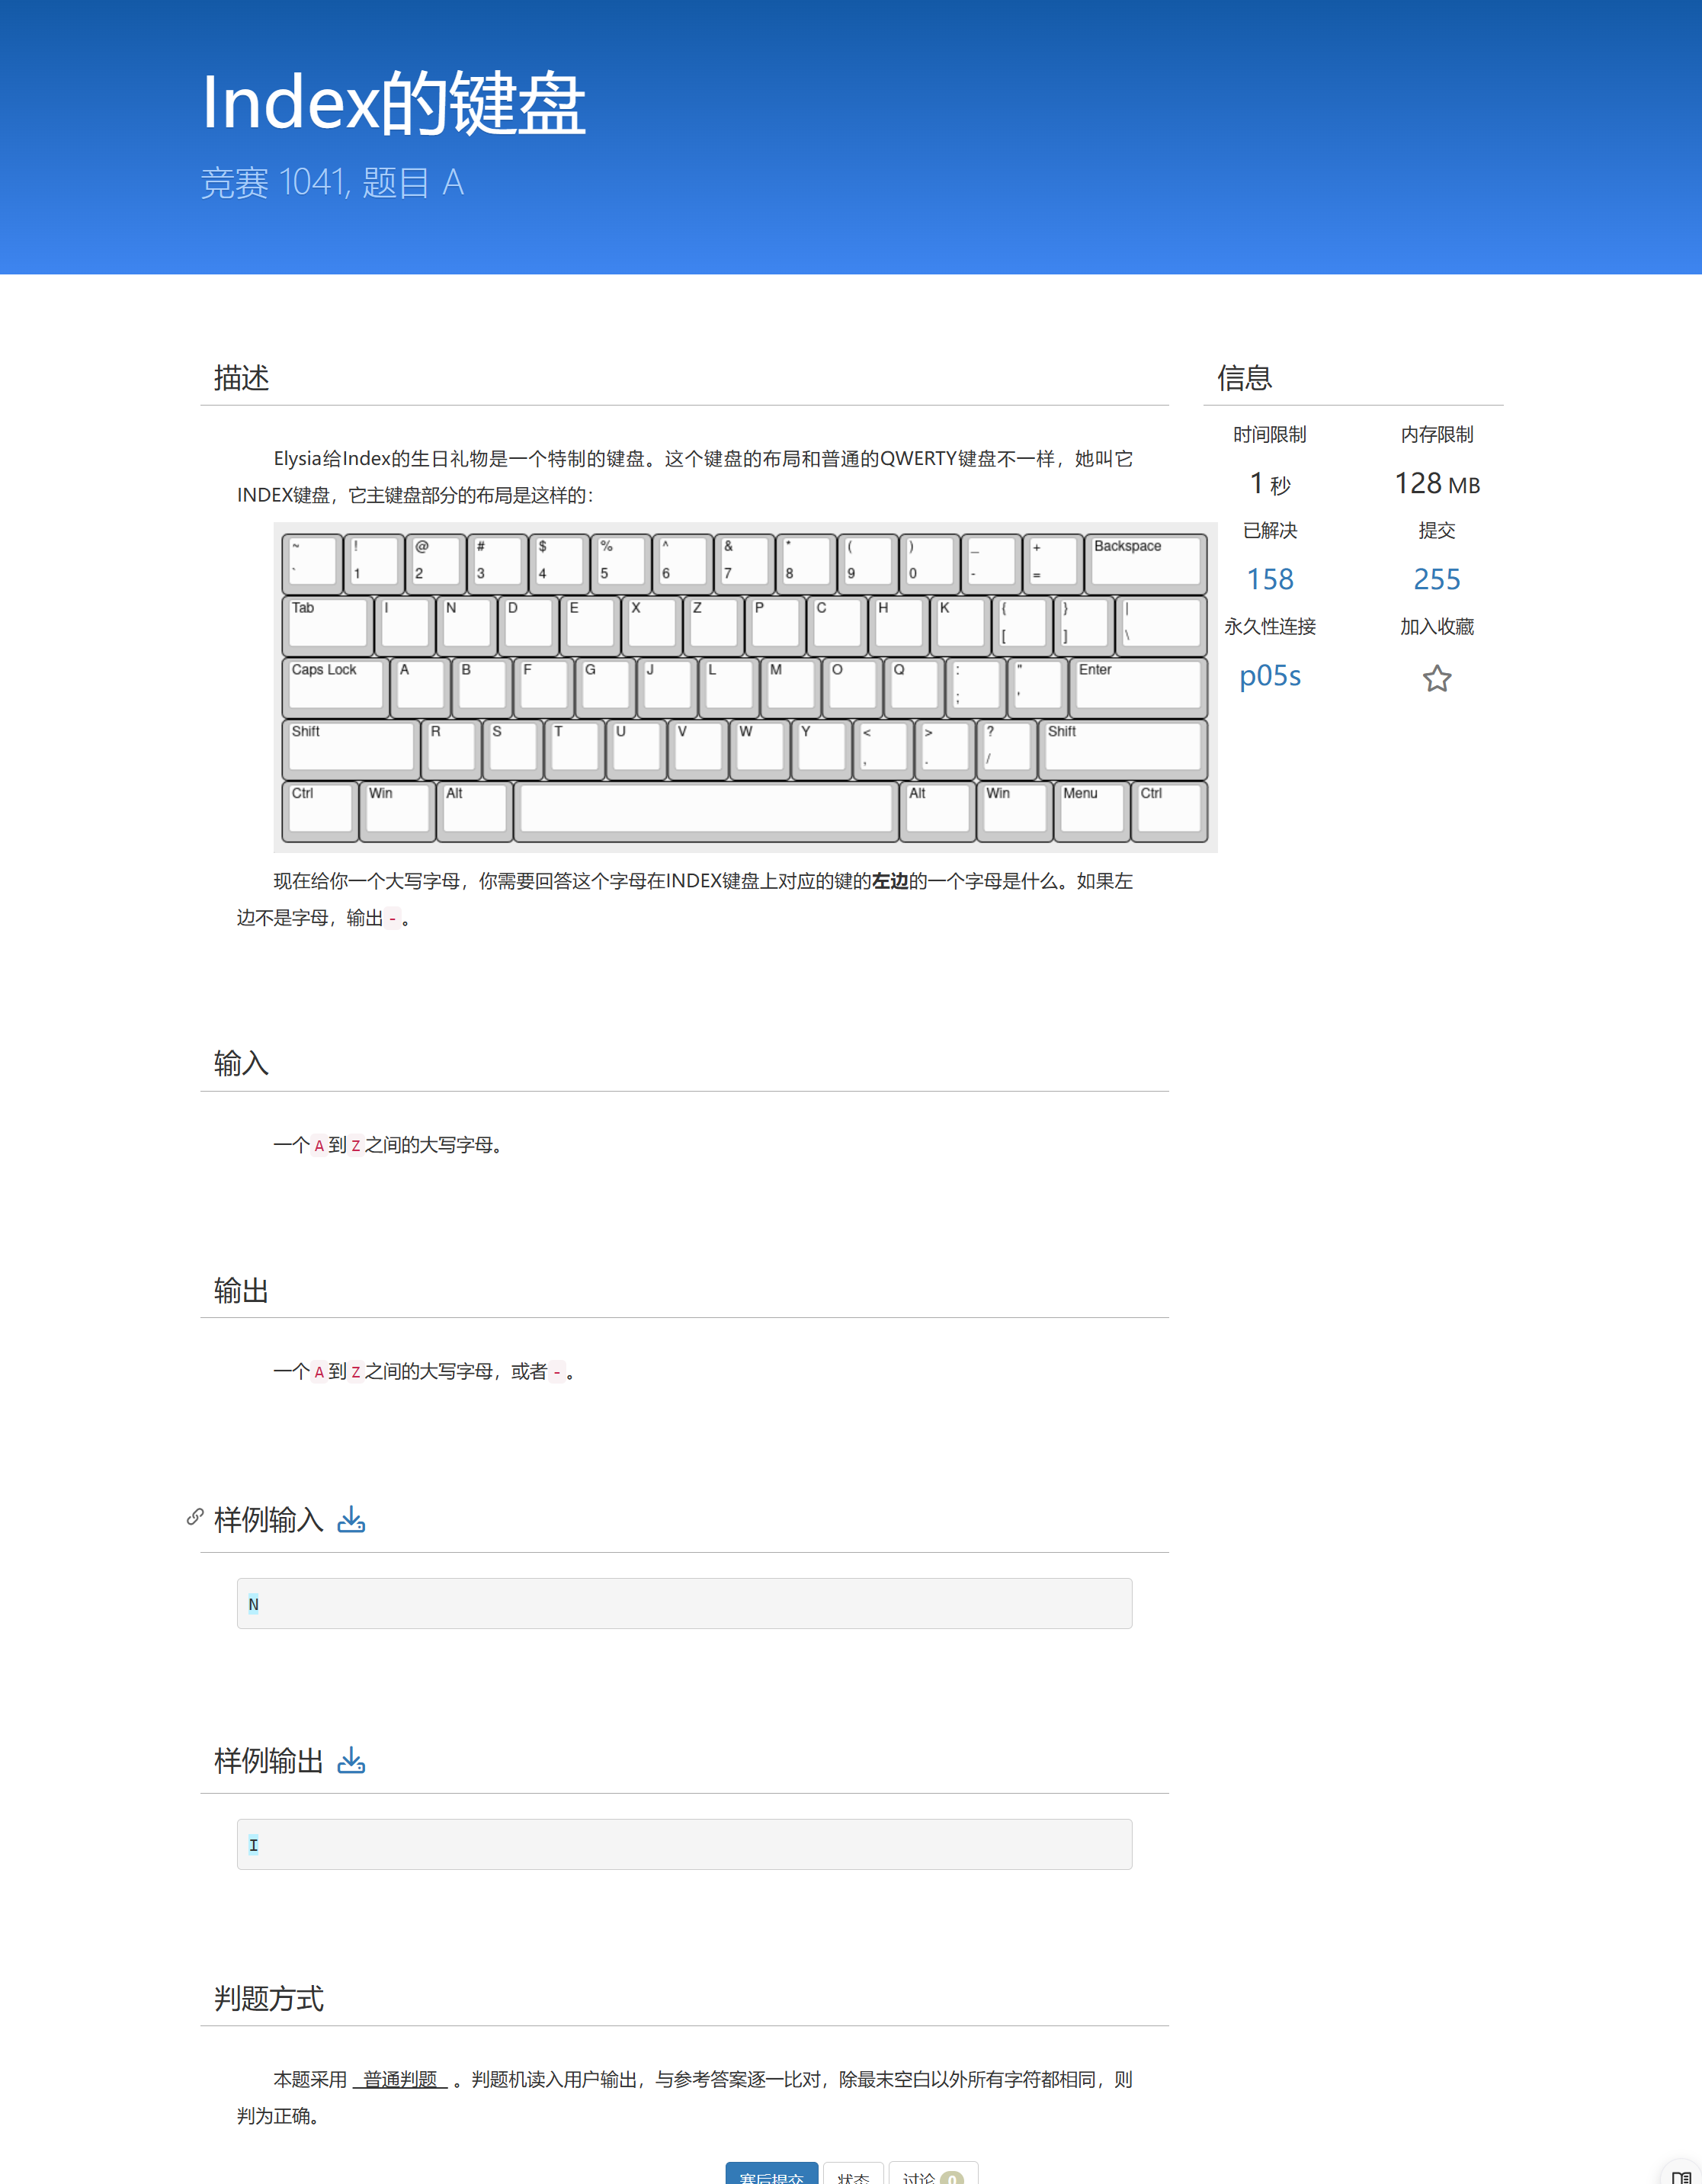 Index的键盘
竞赛 1041, 题目 A
描述
Elysia给Index的生日礼物是一个特制的键盘。这个键盘的布局和普通的QWERTY键盘不一样，她叫它
INDEX键盘，它主键盘部分的布局是这样的：
~ ! @ # $ % ^ & * ( ) _ + Backspace
` 1 2 3 4 5 6 7 8 9 0 - =
Tab I N D E X Z P C H K { } |
[ ] \
Caps Lock A B F G J L M O Q : " Enter
; '
Shift R S T U V W Y < > ? Shift
, . /
Ctrl Win Alt Alt Win Menu Ctrl
现在给你一个大写字母，你需要回答这个字母在INDEX键盘上对应的键的左边的一个字母是什么。如果左
边不是字母，输出 - 。
信息
时间限制 内存限制
1 秒 128 MB
已解决 提交
158 255
永久性连接 加入收藏
p05s
输入
一个 A 到 Z 之间的大写字母。
输出
一个 A 到 Z 之间的大写字母，或者 - 。
样例输入
N
样例输出
I
判题方式
本题采用 普通判题 。判题机读入用户输出，与参考答案逐一比对，除最末空白以外所有字符都相同，则
判为正确。
赛后提交 状态 讨论 0